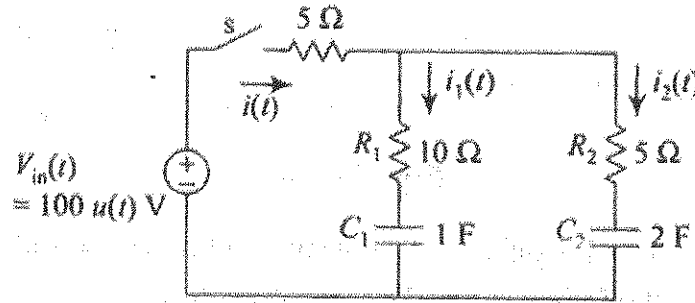 s
5 Ω
i(t)
i₁(t)
i₂(t)
R₁
10 Ω
R₂
5 Ω
V_in(t)
= 100 u(t) V
+
−
C₁
1 F
C₂
2 F